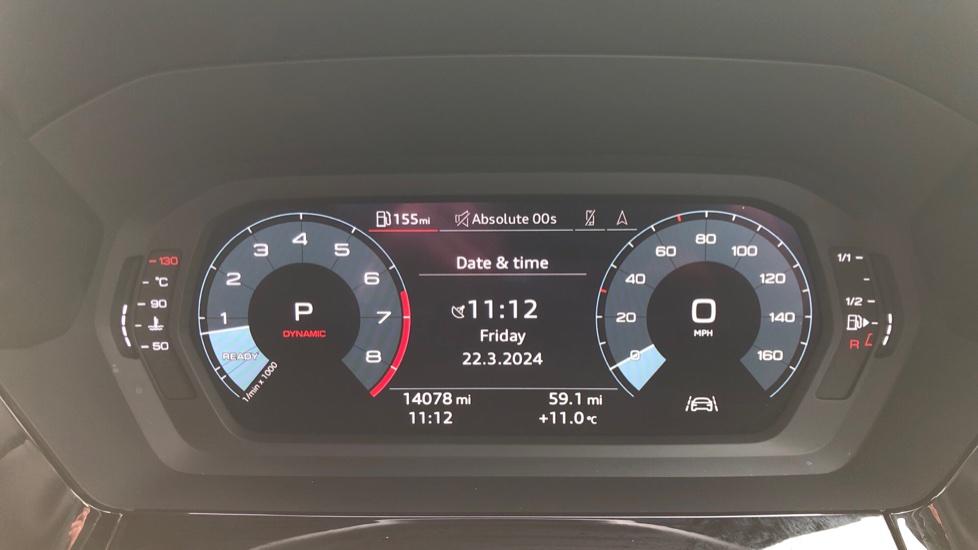 155mi Absolute 00s
Date & time
11:12
Friday
22.3.2024
14078 mi 59.1 mi
11:12 +11.0 °C
1 2 3 4 5 6 7 8
READY
1/min x 1000
P
DYNAMIC
0 20 40 60 80 100 120 140 160
0
MPH
130
°C
90
50
1/1
1/2
R